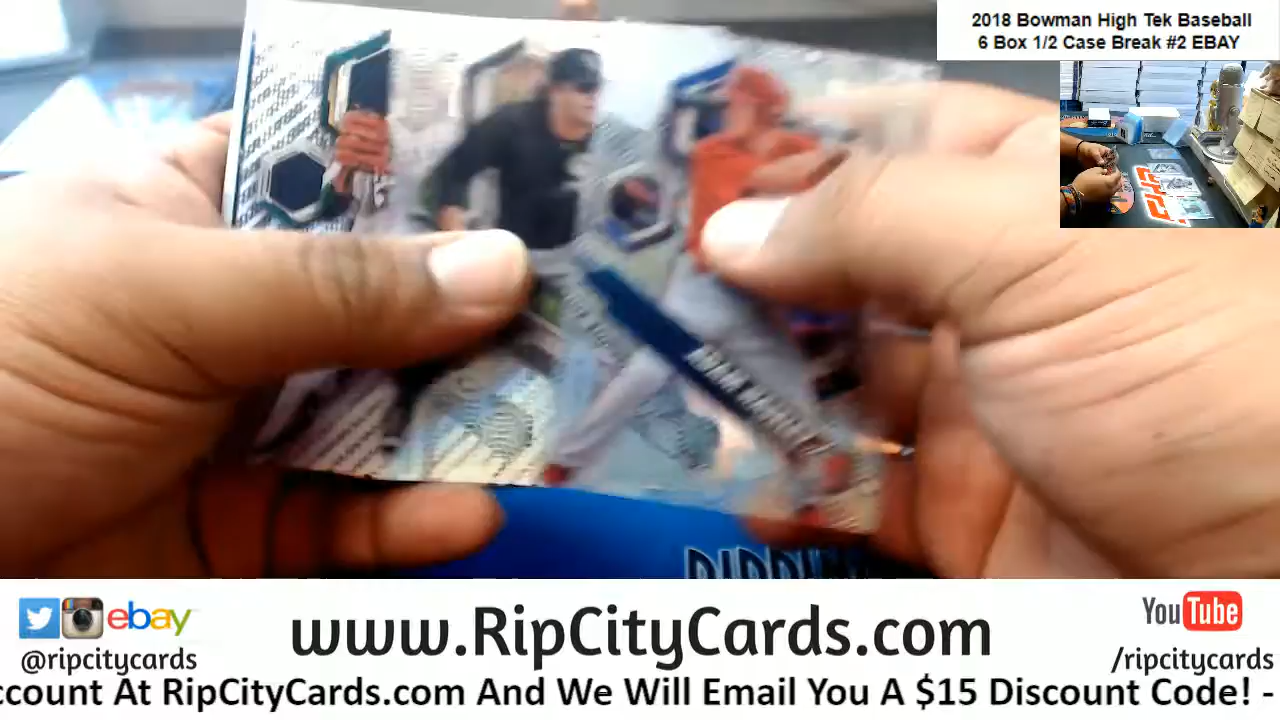 2018 Bowman High Tek Baseball
6 Box 1/2 Case Break #2 EBAY
ebay
@ripcitycards
www.RipCityCards.com
YouTube
/ripcitycards
ccount At RipCityCards.com And We Will Email You A $15 Discount Code! -